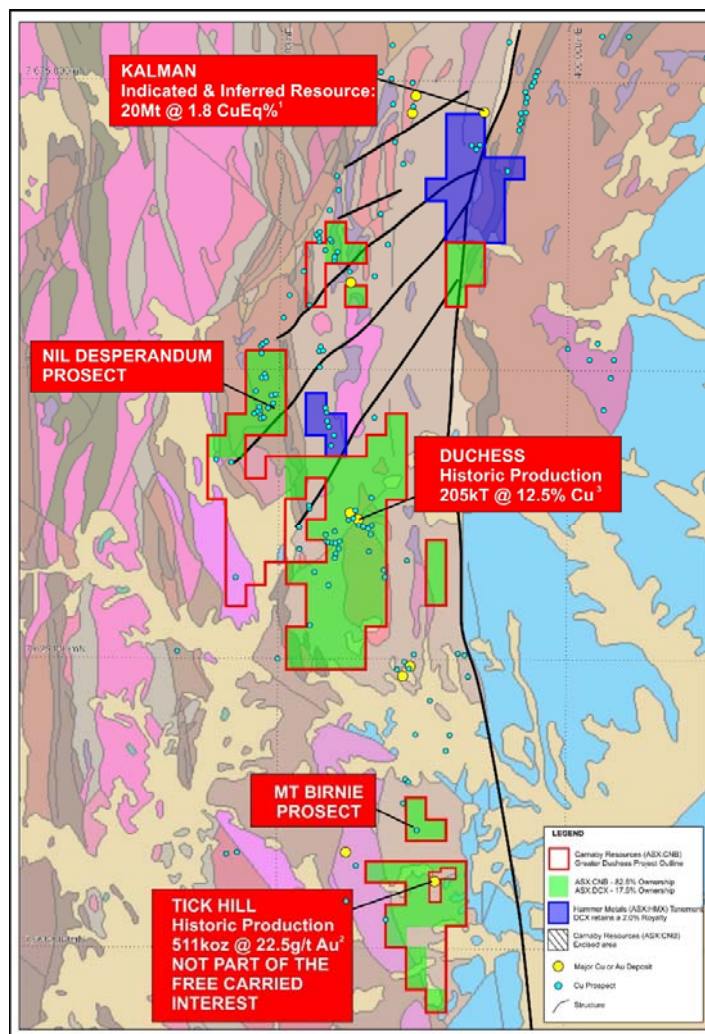 KALMAN
Indicated & Inferred Resource:
20Mt @ 1.8 CuEq%¹
NIL DESPERANDUM
PROSECT
DUCHESS
Historic Production
205kT @ 12.5% Cu³
MT BIRNIE
PROSECT
TICK HILL
Historic Production
511koz @ 22.5g/t Au²
NOT PART OF THE
FREE CARRIED
INTEREST
LEGEND
Carnaby Resources (ASX:CNB)
Greater Duchess Project Outline
ASX:CNB - 82.5% Ownership
ASX:DCX - 17.5% Ownership
Hammer Metals (ASX:HMX) Tenement
DCX retains a 2.0% Royalty
Carnaby Resources (ASX:CNB)
Excised area
Major Cu or Au Deposit
Cu Prospect
Structure